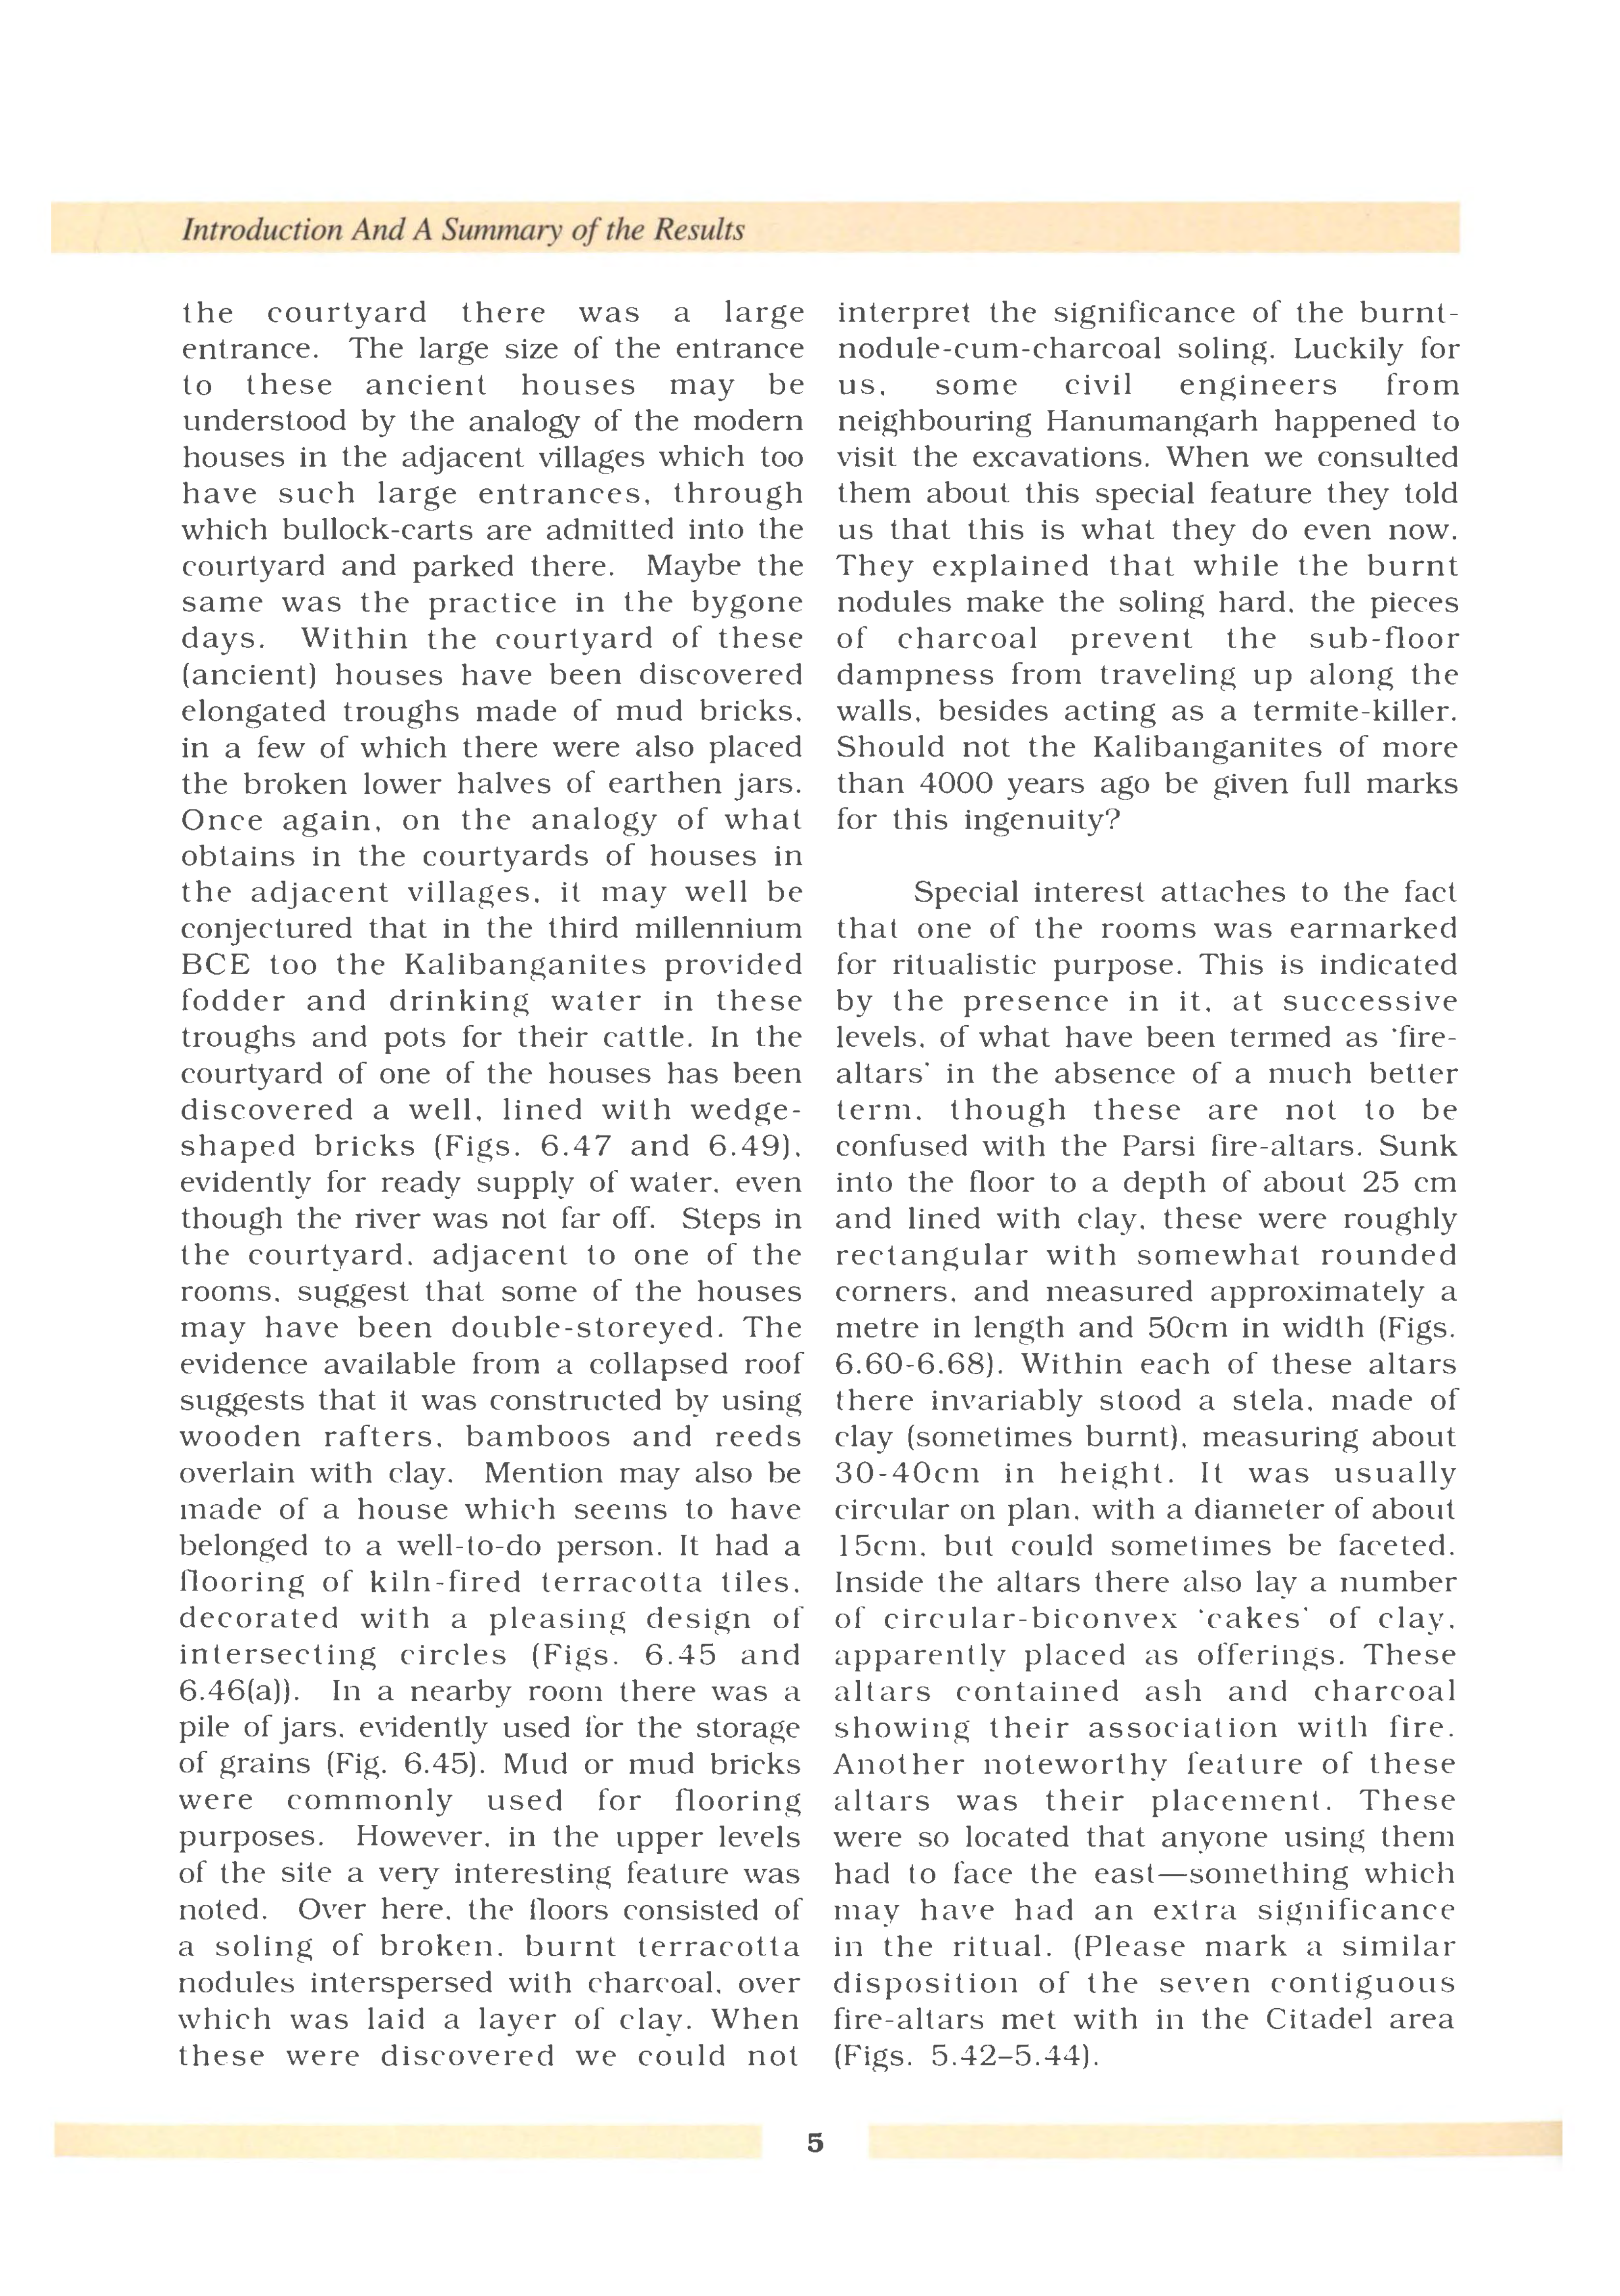 Introduction And A Summary of the Results
the courtyard there was a large
entrance. The large size of the entrance
to these ancient houses may be
understood by the analogy of the modern
houses in the adjacent villages which too
have such large entrances, through
which bullock-carts are admitted into the
courtyard and parked there. Maybe the
same was the practice in the bygone
days. Within the courtyard of these
(ancient) houses have been discovered
elongated troughs made of mud bricks,
in a few of which there were also placed
the broken lower halves of earthen jars.
Once again, on the analogy of what
obtains in the courtyards of houses in
the adjacent villages, it may well be
conjectured that in the third millennium
BCE too the Kalibanganites provided
fodder and drinking water in these
troughs and pots for their cattle. In the
courtyard of one of the houses has been
discovered a well, lined with wedge-
shaped bricks (Figs. 6.47 and 6.49),
evidently for ready supply of water, even
though the river was not far off. Steps in
the courtyard, adjacent to one of the
rooms, suggest that some of the houses
may have been double-storeyed. The
evidence available from a collapsed roof
suggests that it was constructed by using
wooden rafters, bamboos and reeds
overlain with clay. Mention may also be
made of a house which seems to have
belonged to a well-to-do person. It had a
flooring of kiln-fired terracotta tiles,
decorated with a pleasing design of
intersecting circles (Figs. 6.45 and
6.46(a)). In a nearby room there was a
pile of jars, evidently used for the storage
of grains (Fig. 6.45). Mud or mud bricks
were commonly used for flooring
purposes. However, in the upper levels
of the site a very interesting feature was
noted. Over here, the floors consisted of
a soling of broken, burnt terracotta
nodules interspersed with charcoal, over
which was laid a layer of clay. When
these were discovered we could not
interpret the significance of the burnt-
nodule-cum-charcoal soling. Luckily for
us, some civil engineers from
neighbouring Hanumangarh happened to
visit the excavations. When we consulted
them about this special feature they told
us that this is what they do even now.
They explained that while the burnt
nodules make the soling hard, the pieces
of charcoal prevent the sub-floor
dampness from traveling up along the
walls, besides acting as a termite-killer.
Should not the Kalibanganites of more
than 4000 years ago be given full marks
for this ingenuity?
Special interest attaches to the fact
that one of the rooms was earmarked
for ritualistic purpose. This is indicated
by the presence in it, at successive
levels, of what have been termed as 'fire-
altars' in the absence of a much better
term, though these are not to be
confused with the Parsi fire-altars. Sunk
into the floor to a depth of about 25 cm
and lined with clay, these were roughly
rectangular with somewhat rounded
corners, and measured approximately a
metre in length and 50cm in width (Figs.
6.60-6.68). Within each of these altars
there invariably stood a stela, made of
clay (sometimes burnt), measuring about
30-40cm in height. It was usually
circular on plan, with a diameter of about
15cm, but could sometimes be faceted.
Inside the altars there also lay a number
of circular-biconvex 'cakes' of clay,
apparently placed as offerings. These
altars contained ash and charcoal
showing their association with fire.
Another noteworthy feature of these
altars was their placement. These
were so located that anyone using them
had to face the east—something which
may have had an extra significance
in the ritual. (Please mark a similar
disposition of the seven contiguous
fire-altars met with in the Citadel area
(Figs. 5.42–5.44).
5